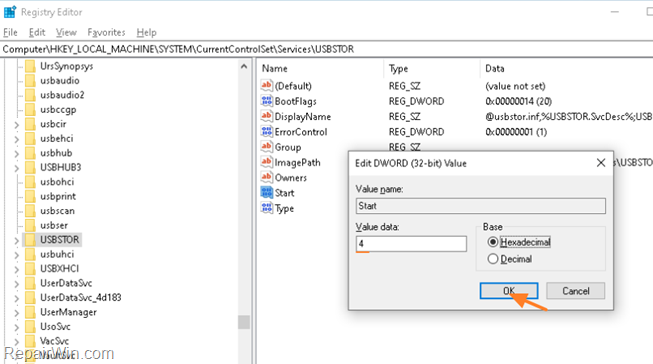 Registry Editor
File Edit View Favorites Help
Computer\HKEY_LOCAL_MACHINE\SYSTEM\CurrentControlSet\Services\USBSTOR
UrsSynopsys
usbaudio
usbaudio2
usbccgp
usbcir
usbehci
usbhub
USBHUB3
usbohci
usbprint
usbscan
usbser
USBSTOR
usbuhci
USBXHCI
UserDataSvc
UserDataSvc_4d183
UserManager
UsoSvc
VacSvc
VaultSvc
Name Type Data
(Default) REG_SZ (value not set)
BootFlags REG_DWORD 0x00000014 (20)
DisplayName REG_SZ @usbstor.inf,%USBSTOR.SvcDesc%;USB
ErrorControl REG_DWORD 0x00000001 (1)
Group REG_SZ
ImagePath \USBS
Owners
Start
Type
Edit DWORD (32-bit) Value
Value name:
Start
Value data:
4
Base
Hexadecimal
Decimal
OK Cancel
RepairWin.com